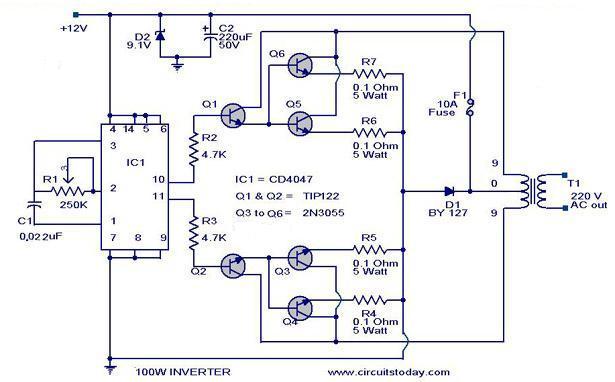 +12V
D2
9.1V
+
C2
220uF
50V
Q6
R7
0.1 Ohm
5 Watt
F1
10A
Fuse
Q1
Q5
R6
0.1 Ohm
5 Watt
4 14 5 6
3
IC1
R2
4.7K
R1
3
2
250K
10
11
IC1 = CD4047
Q1 & Q2 = TIP122
Q3 to Q6 = 2N3055
9
0
9
T1
220 V
AC out
D1
BY 127
C1
0,022uF
1
7 8 9
R3
4.7K
Q2
Q3
R5
0.1 Ohm
5 Watt
Q4
R4
0.1 Ohm
5 Watt
100W INVERTER
www.circuitstoday.com